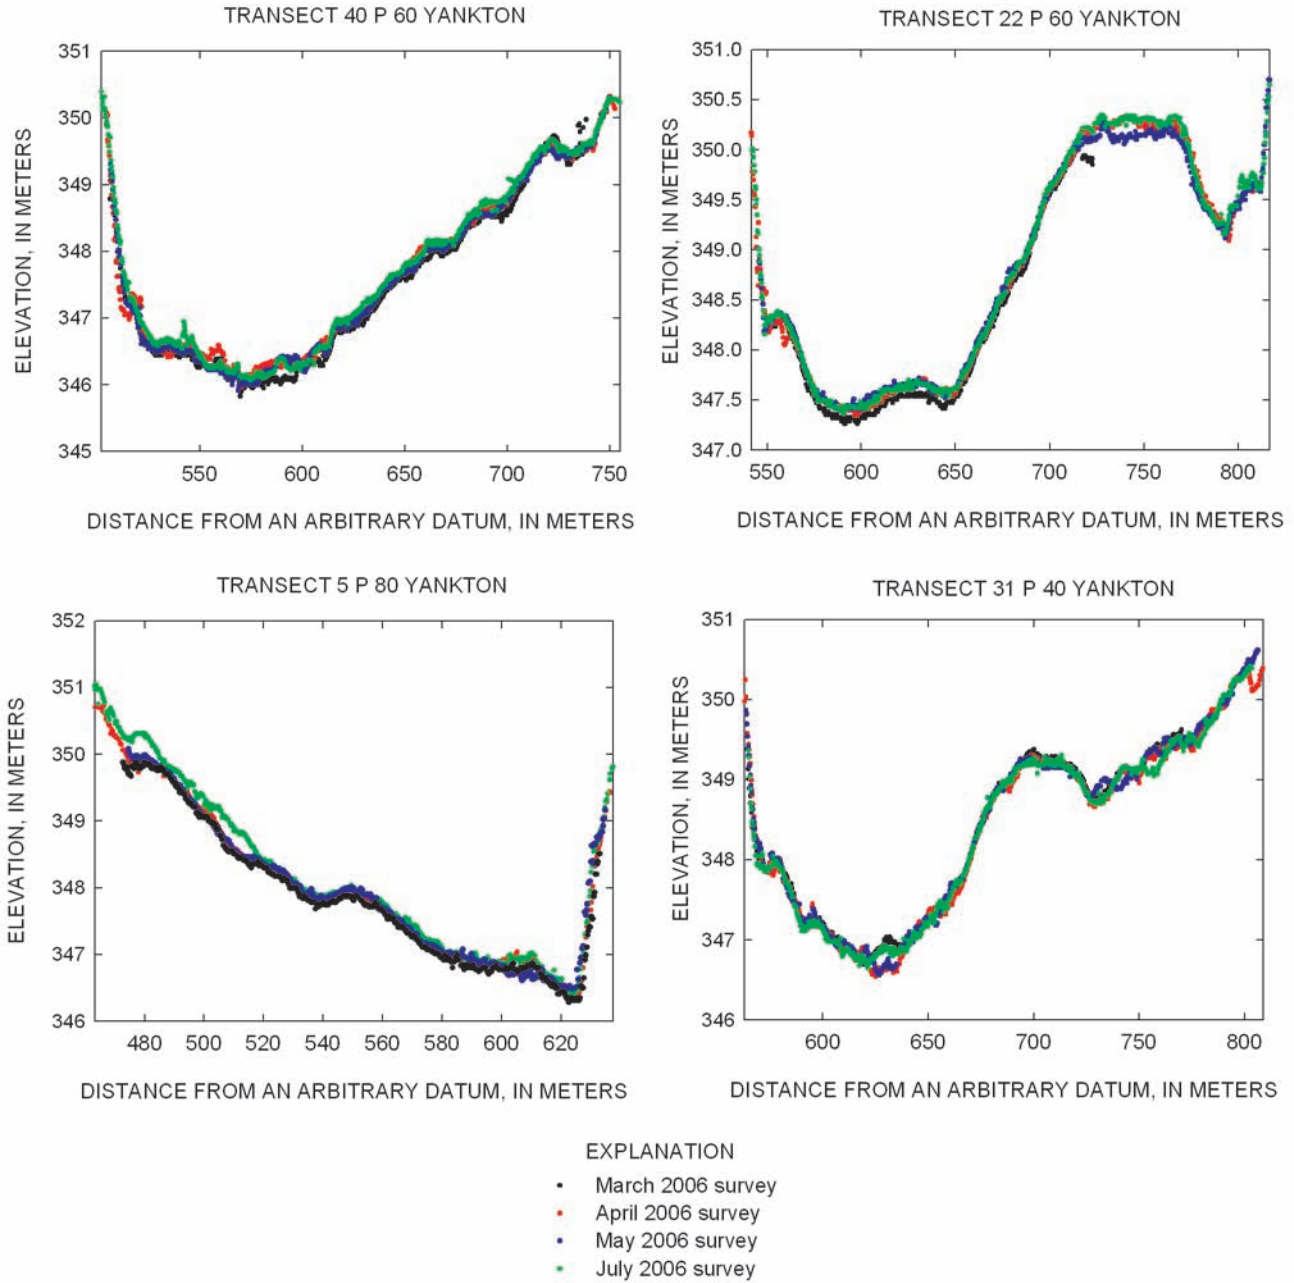 TRANSECT 40 P 60 YANKTON
351
350
349
348
347
346
345
ELEVATION, IN METERS
550 600 650 700 750
DISTANCE FROM AN ARBITRARY DATUM, IN METERS
TRANSECT 22 P 60 YANKTON
351.0
350.5
350.0
349.5
349.0
348.5
348.0
347.5
347.0
ELEVATION, IN METERS
550 600 650 700 750 800
DISTANCE FROM AN ARBITRARY DATUM, IN METERS
TRANSECT 5 P 80 YANKTON
352
351
350
349
348
347
346
ELEVATION, IN METERS
480 500 520 540 560 580 600 620
DISTANCE FROM AN ARBITRARY DATUM, IN METERS
TRANSECT 31 P 40 YANKTON
351
350
349
348
347
346
ELEVATION, IN METERS
600 650 700 750 800
DISTANCE FROM AN ARBITRARY DATUM, IN METERS
EXPLANATION
March 2006 survey
April 2006 survey
May 2006 survey
July 2006 survey